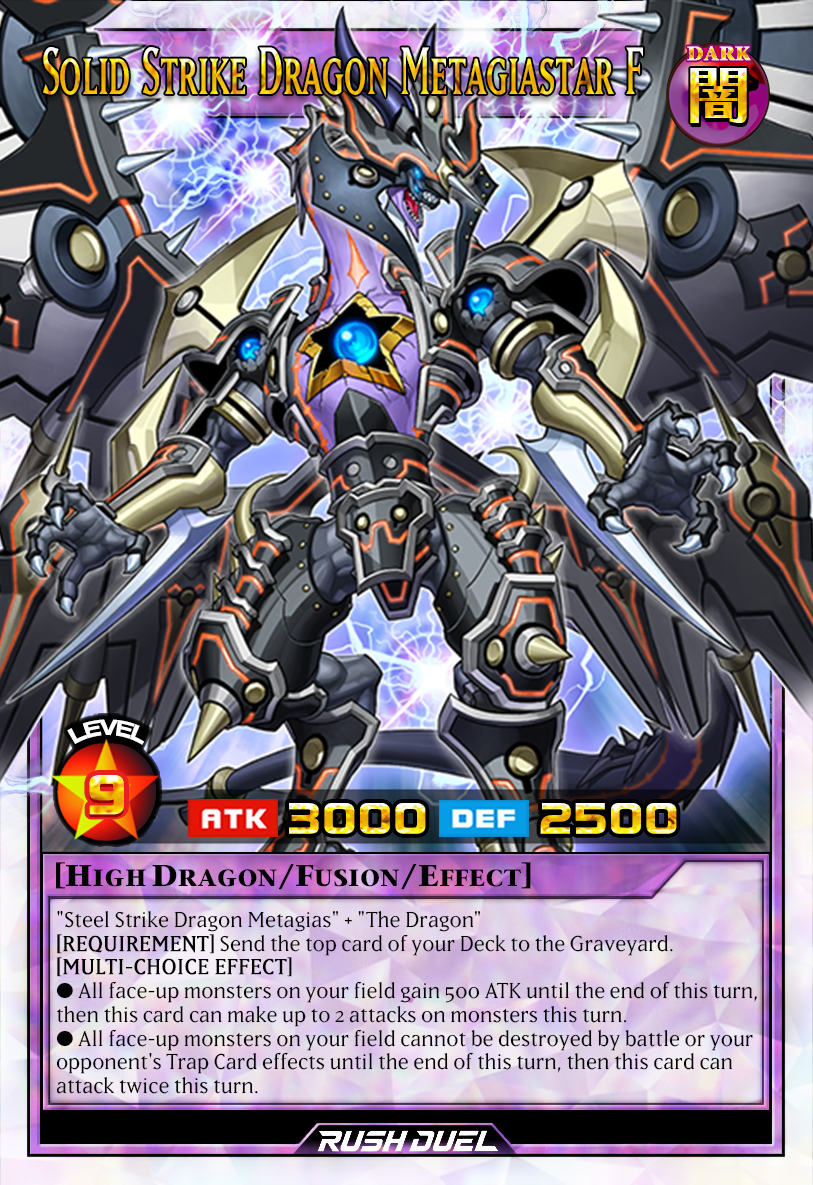 SOLID STRIKE DRAGON METAGIASTAR F
DARK
闇
LEVEL
9
ATK 3000 DEF 2500
[HIGH DRAGON/FUSION/EFFECT]
"Steel Strike Dragon Metagias" + "The Dragon"
[REQUIREMENT] Send the top card of your Deck to the Graveyard.
[MULTI-CHOICE EFFECT]
● All face-up monsters on your field gain 500 ATK until the end of this turn,
then this card can make up to 2 attacks on monsters this turn.
● All face-up monsters on your field cannot be destroyed by battle or your
opponent's Trap Card effects until the end of this turn, then this card can
attack twice this turn.
RUSH DUEL